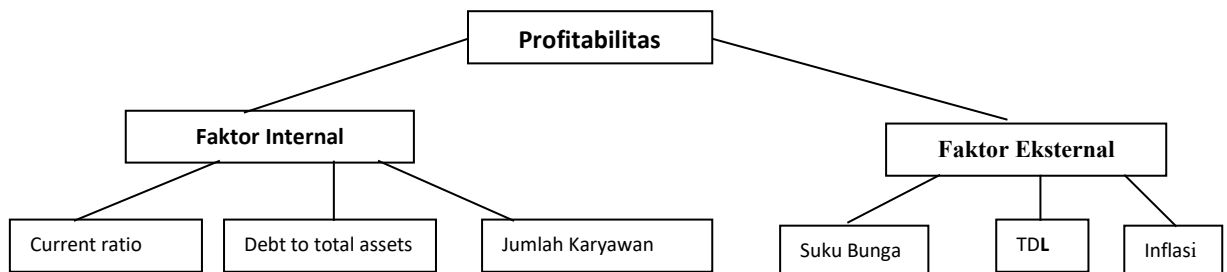 Profitabilitas
Faktor Internal
Faktor Eksternal
Current ratio
Debt to total assets
Jumlah Karyawan
Suku Bunga
TDL
Inflasi